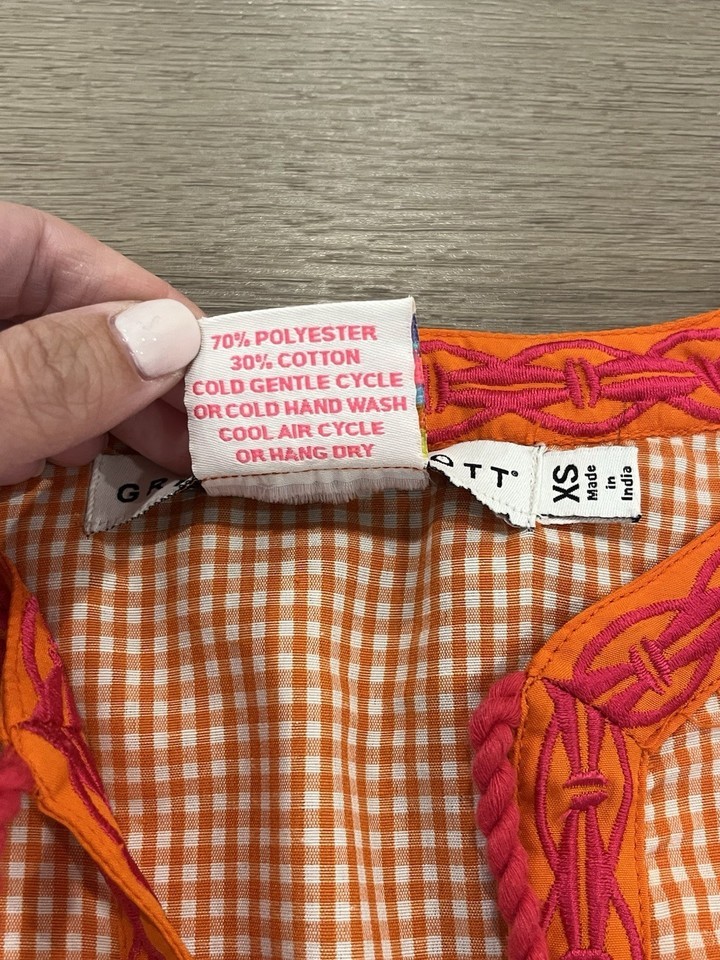 70% POLYESTER
30% COTTON
COLD GENTLE CYCLE
OR COLD HAND WASH
COOL AIR CYCLE
OR HANG DRY
XS
Made
in
India